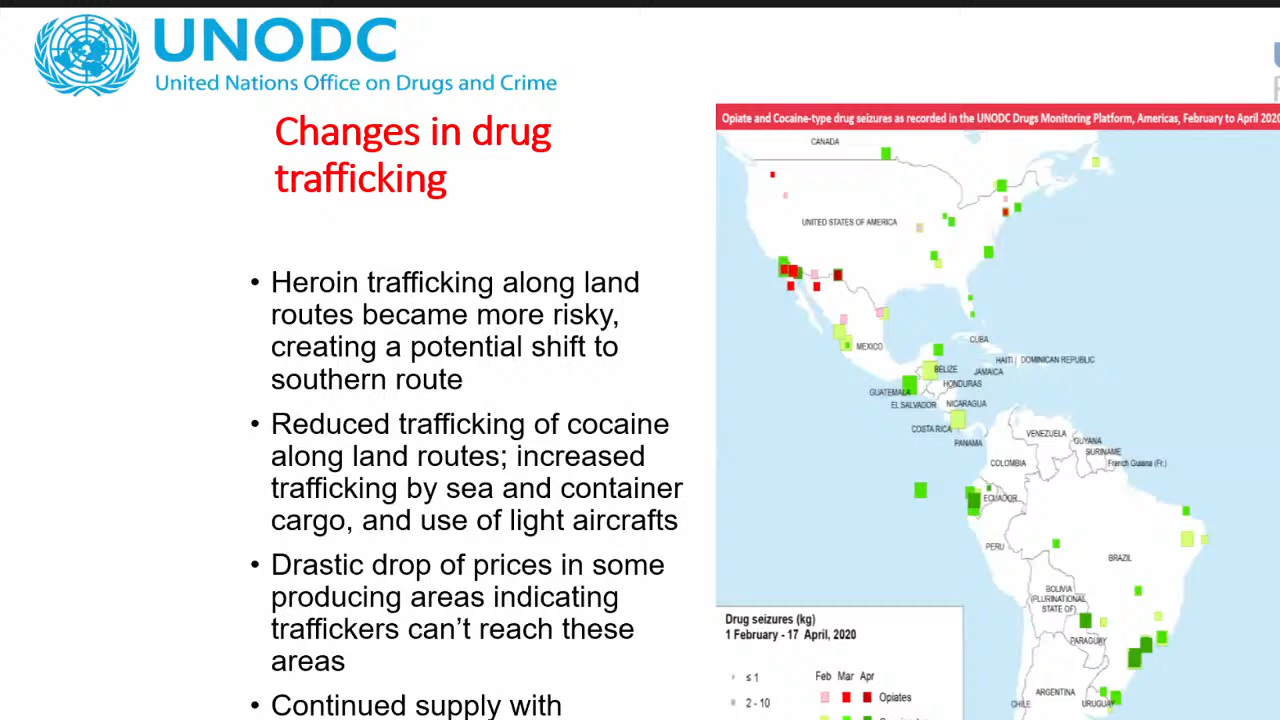 UNODC
United Nations Office on Drugs and Crime
Changes in drug
trafficking
• Heroin trafficking along land
routes became more risky,
creating a potential shift to
southern route
• Reduced trafficking of cocaine
along land routes; increased
trafficking by sea and container
cargo, and use of light aircrafts
• Drastic drop of prices in some
producing areas indicating
traffickers can’t reach these
areas
• Continued supply with
Opiate and Cocaine-type drug seizures as recorded in the UNODC Drugs Monitoring Platform, Americas, February to April 2020
CANADA
UNITED STATES OF AMERICA
MEXICO
CUBA
HAITI
DOMINICAN REPUBLIC
BELIZE
JAMAICA
HONDURAS
GUATEMALA
EL SALVADOR
NICARAGUA
COSTA RICA
PANAMA
VENEZUELA
GUYANA
SURINAME
French Guiana (Fr.)
COLOMBIA
ECUADOR
PERU
BRAZIL
BOLIVIA
(PLURINATIONAL
STATE OF)
PARAGUAY
ARGENTINA
CHILE
URUGUAY
Drug seizures (kg)
1 February - 17 April, 2020
≤ 1
2 - 10
Feb Mar Apr
Opiates